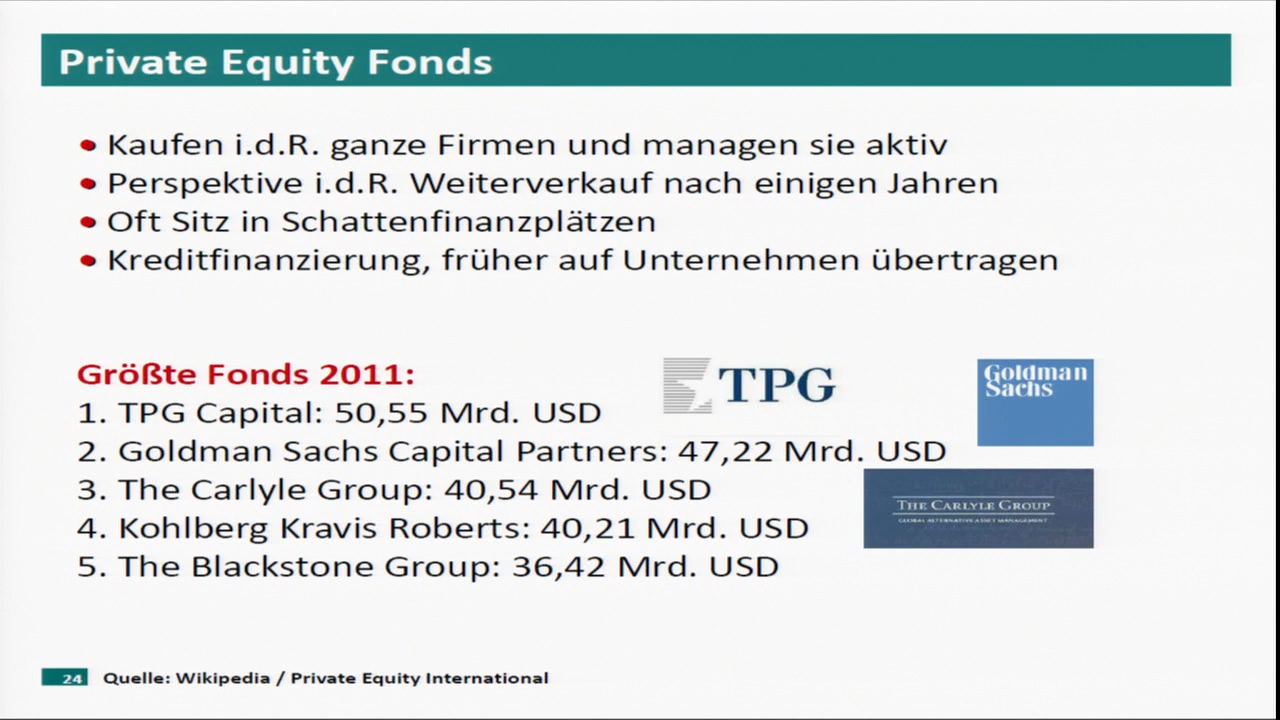 Private Equity Fonds
• Kaufen i.d.R. ganze Firmen und managen sie aktiv
• Perspektive i.d.R. Weiterverkauf nach einigen Jahren
• Oft Sitz in Schattenfinanzplätzen
• Kreditfinanzierung, früher auf Unternehmen übertragen
Größte Fonds 2011:
TPG
Goldman
Sachs
1. TPG Capital: 50,55 Mrd. USD
2. Goldman Sachs Capital Partners: 47,22 Mrd. USD
3. The Carlyle Group: 40,54 Mrd. USD
THE CARLYLE GROUP
GLOBAL ALTERNATIVE ASSET MANAGEMENT
4. Kohlberg Kravis Roberts: 40,21 Mrd. USD
5. The Blackstone Group: 36,42 Mrd. USD
24 Quelle: Wikipedia / Private Equity International